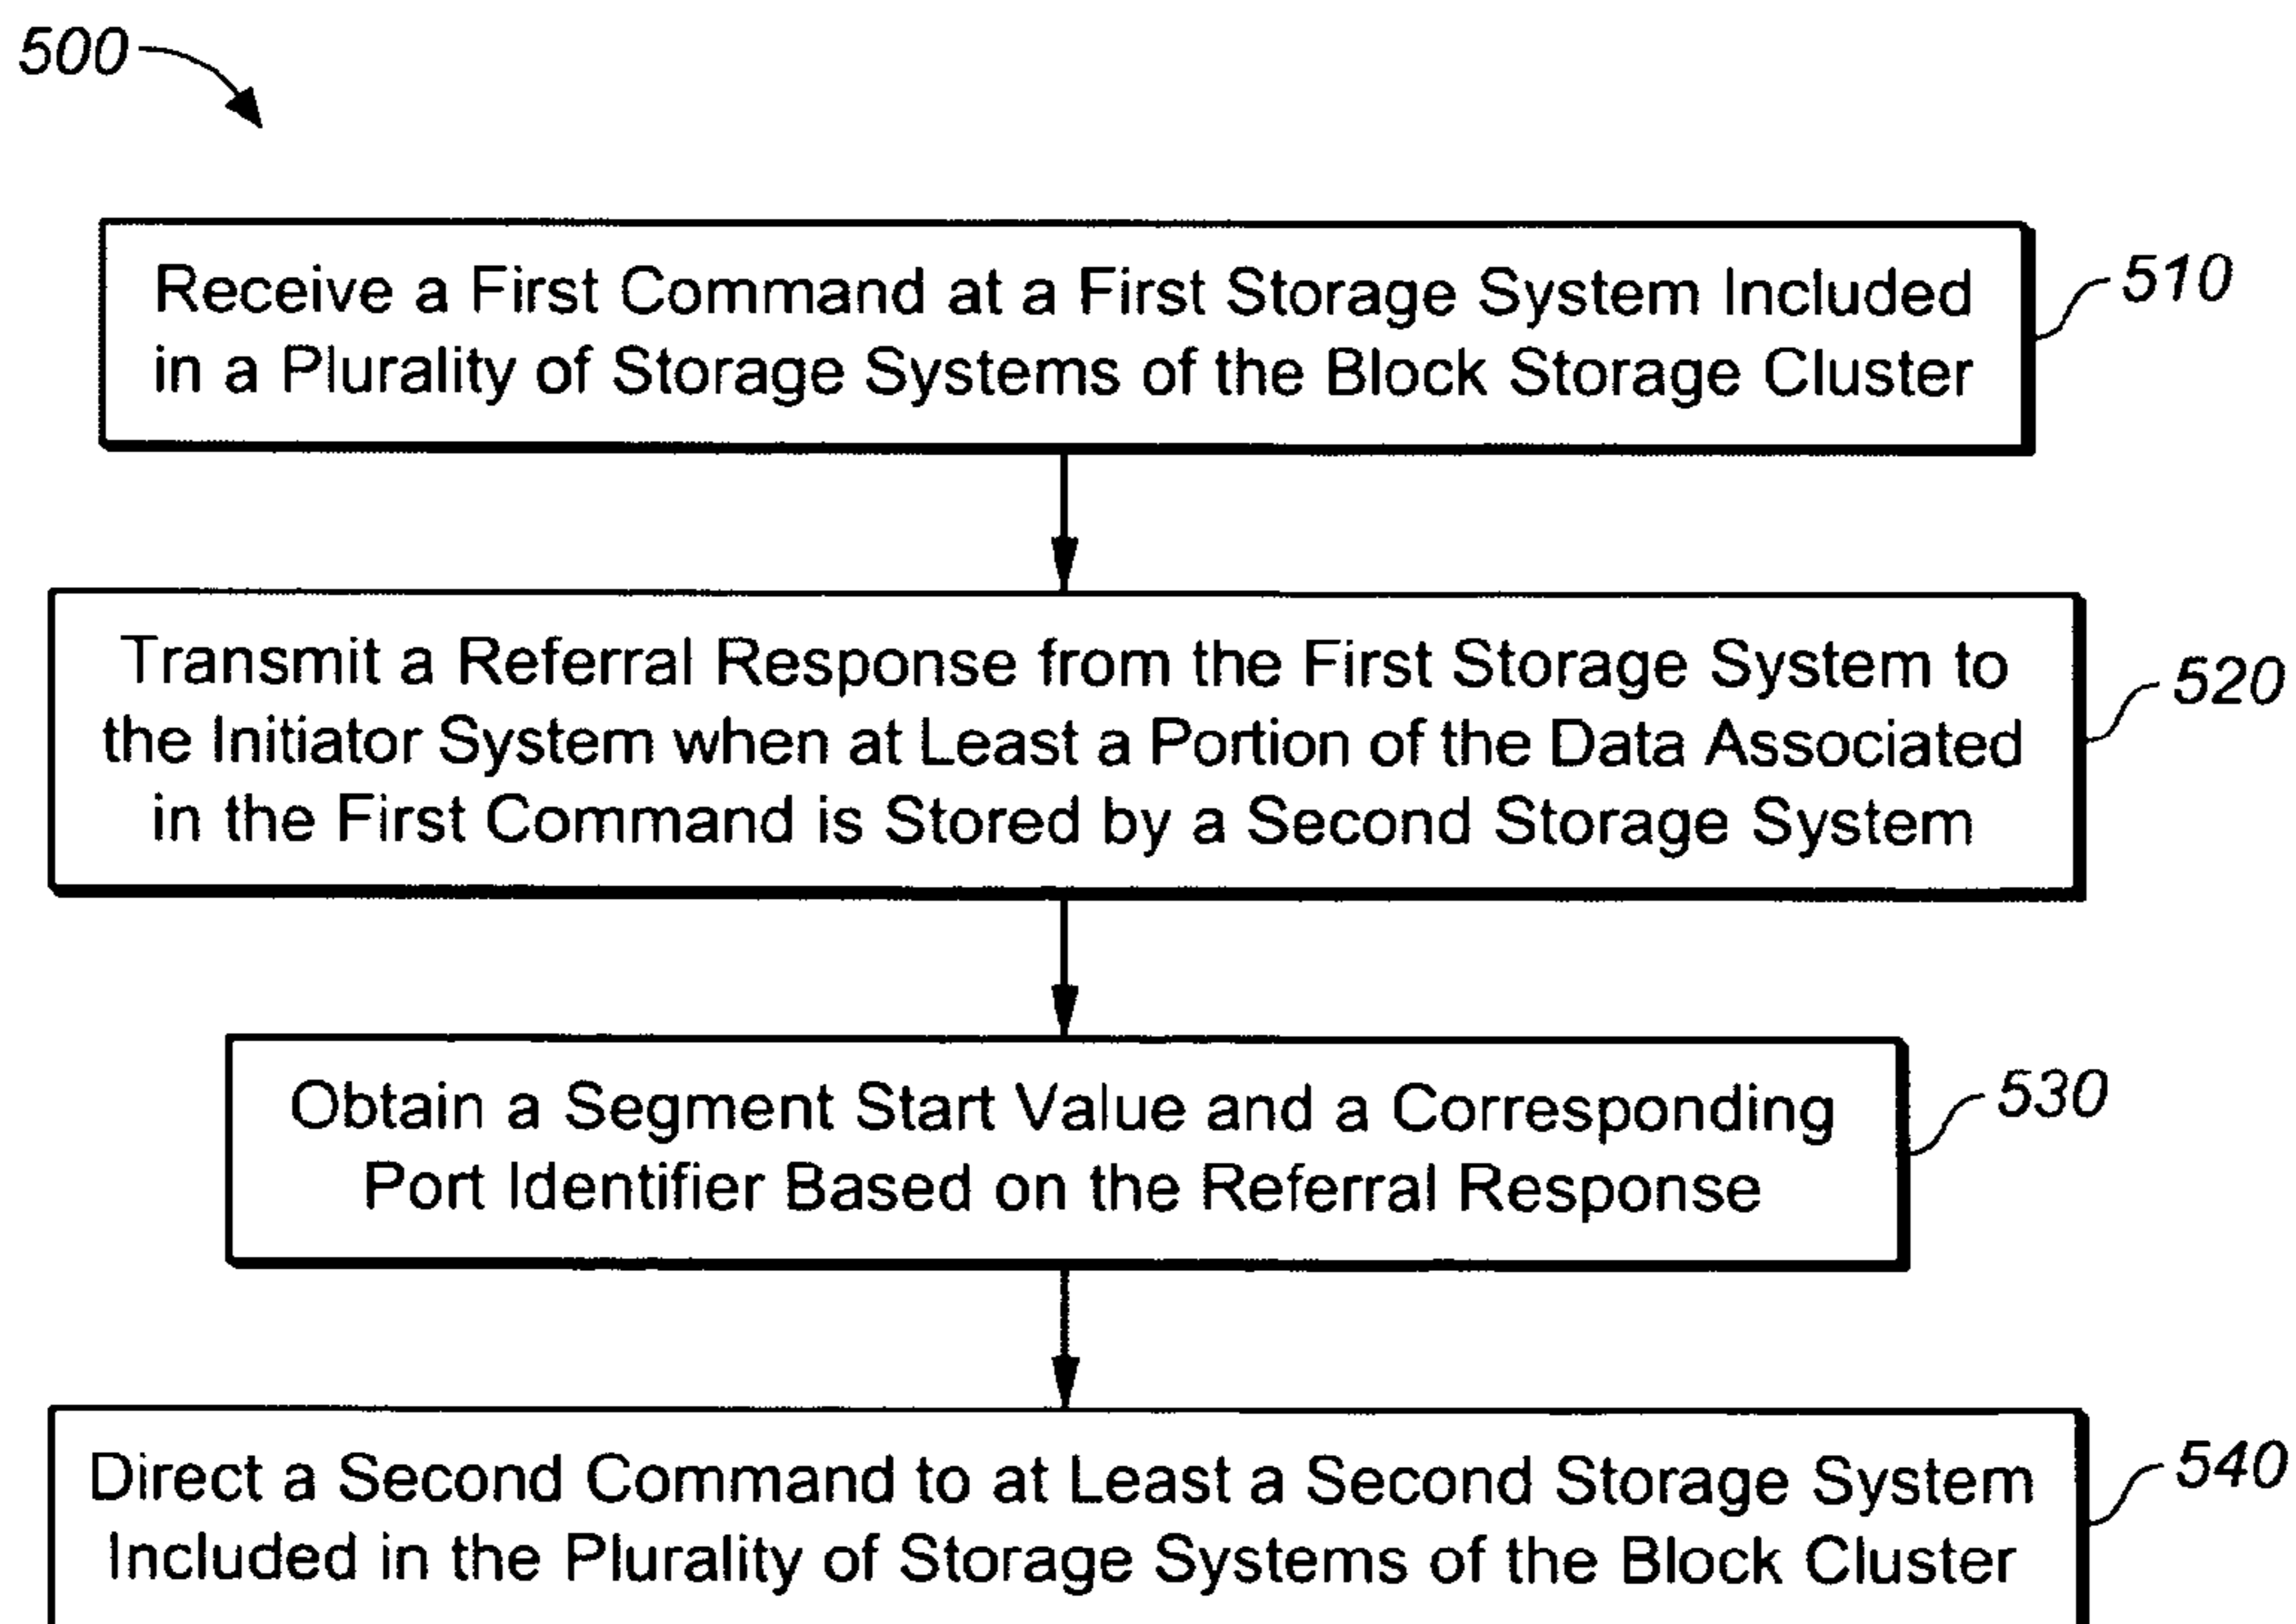 500
Receive a First Command at a First Storage System Included
in a Plurality of Storage Systems of the Block Storage Cluster
510
Transmit a Referral Response from the First Storage System to
the Initiator System when at Least a Portion of the Data Associated
in the First Command is Stored by a Second Storage System
520
Obtain a Segment Start Value and a Corresponding
Port Identifier Based on the Referral Response
530
Direct a Second Command to at Least a Second Storage System
Included in the Plurality of Storage Systems of the Block Cluster
540